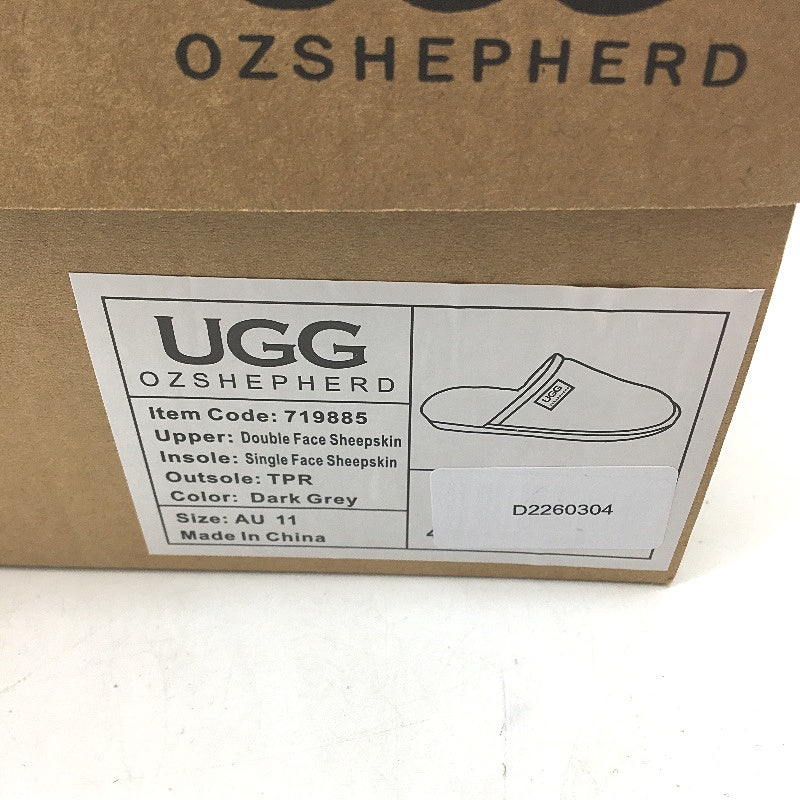 OZSHEPHERD
UGG
OZSHEPHERD
Item Code: 719885
Upper: Double Face Sheepskin
Insole: Single Face Sheepskin
Outsole: TPR
Color: Dark Grey
Size: AU 11
Made In China
UGG
D2260304